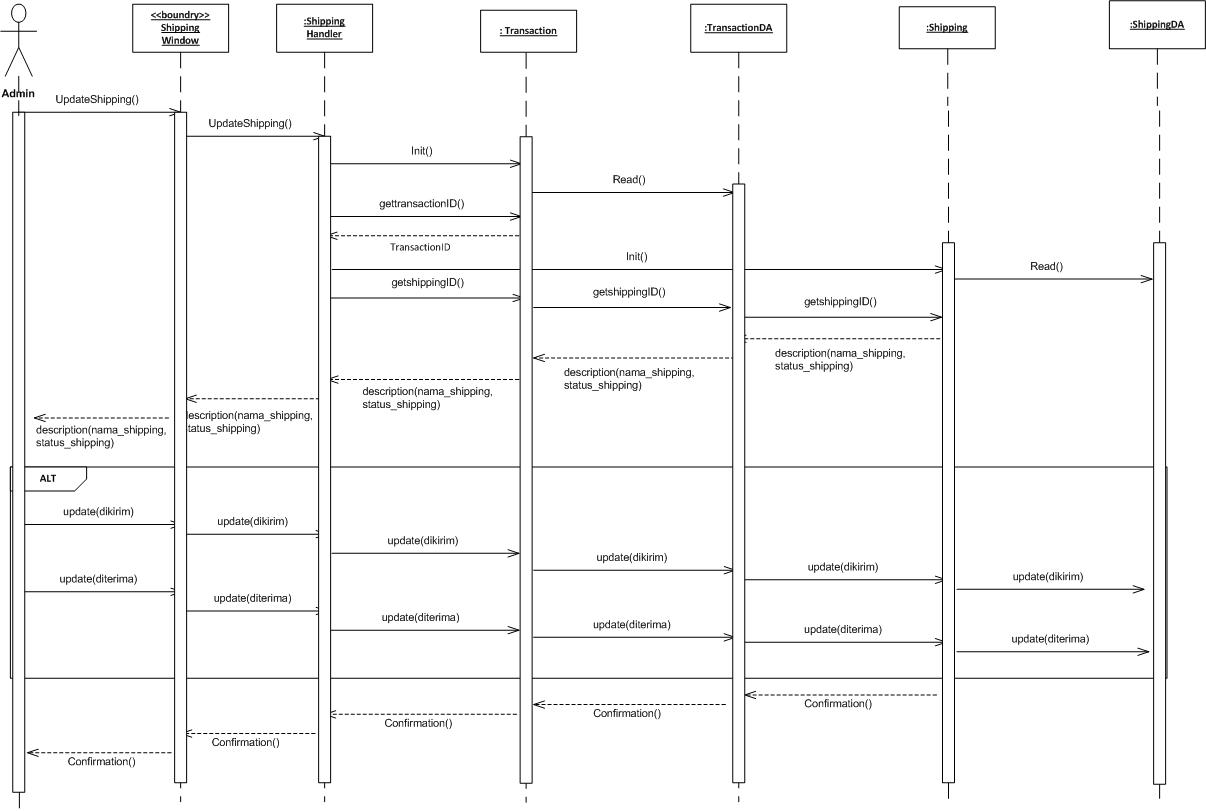 <<boundry>>
Shipping
Window
:Shipping
Handler
: Transaction
:TransactionDA
:Shipping
:ShippingDA
Admin
UpdateShipping()
UpdateShipping()
Init()
Read()
gettransactionID()
TransactionID
Init()
Read()
getshippingID()
getshippingID()
getshippingID()
description(nama_shipping,
status_shipping)
description(nama_shipping,
status_shipping)
description(nama_shipping,
status_shipping)
description(nama_shipping,
status_shipping)
description(nama_shipping,
status_shipping)
ALT
update(dikirim)
update(dikirim)
update(dikirim)
update(dikirim)
update(dikirim)
update(dikirim)
update(diterima)
update(diterima)
update(diterima)
update(diterima)
update(diterima)
update(diterima)
Confirmation()
Confirmation()
Confirmation()
Confirmation()
Confirmation()